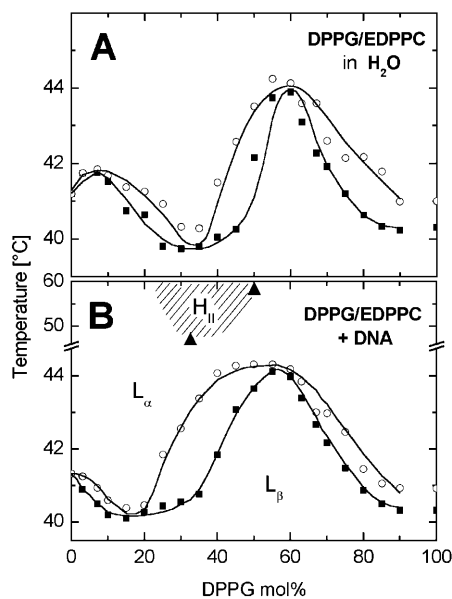 A
DPPG/EDPPC
in H₂O
44
42
40
Temperature [°C]
60
50
44
42
40
B
H_II
DPPG/EDPPC
+ DNA
Lα
Lβ
0 20 40 60 80 100
DPPG mol%